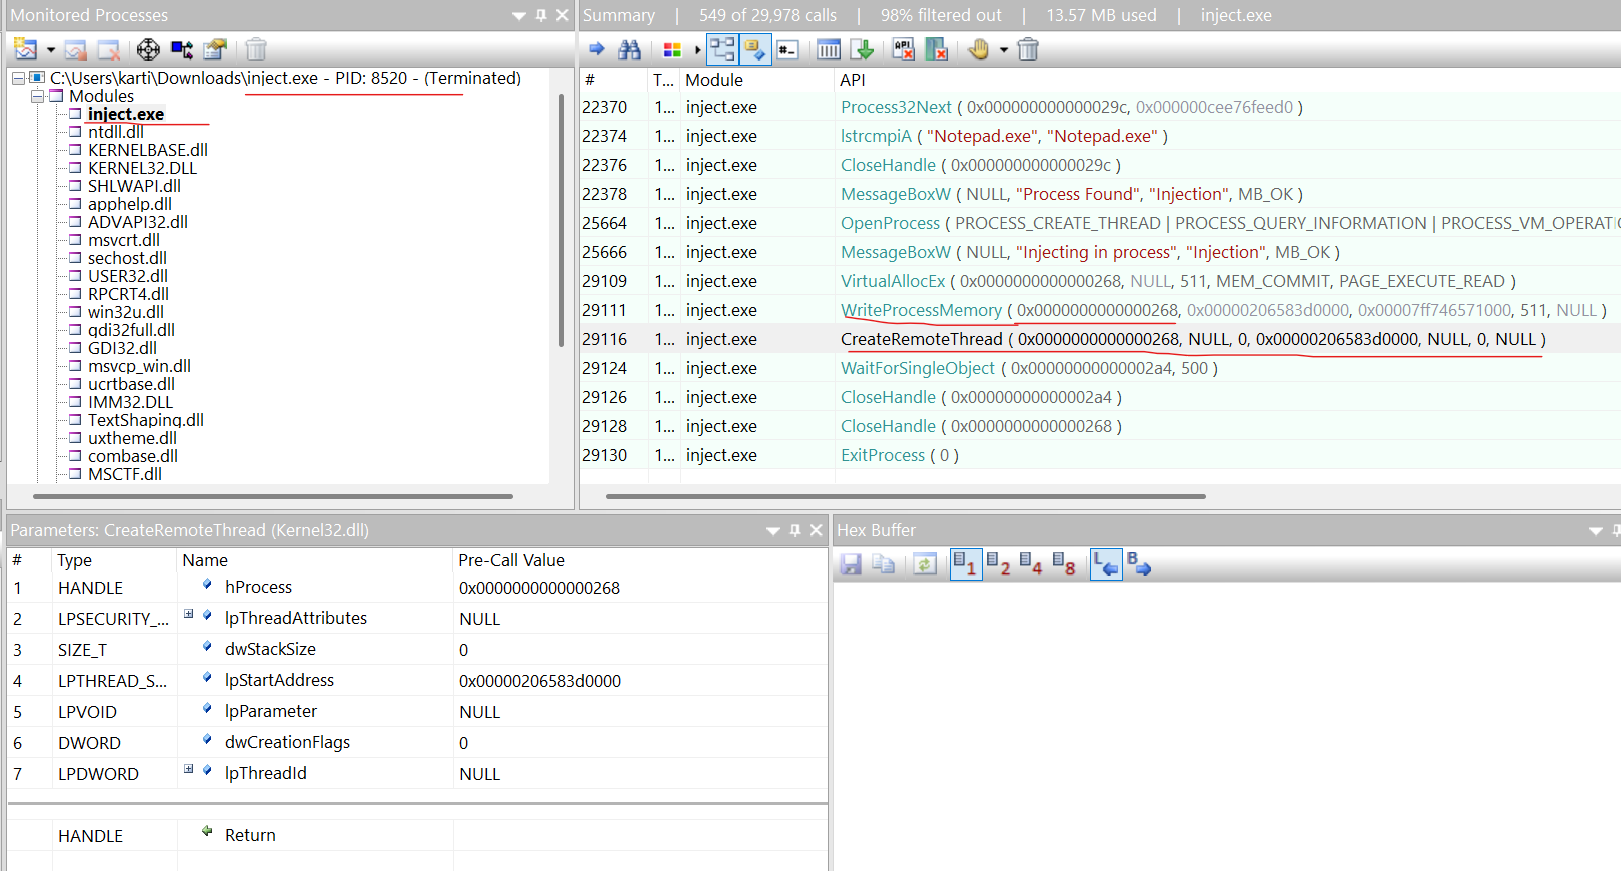 Monitored Processes
C:\Users\karti\Downloads\inject.exe - PID: 8520 - (Terminated)
Modules
inject.exe
ntdll.dll
KERNELBASE.dll
KERNEL32.DLL
SHLWAPI.dll
apphelp.dll
ADVAPI32.dll
msvcrt.dll
sechost.dll
USER32.dll
RPCRT4.dll
win32u.dll
gdi32full.dll
GDI32.dll
msvcp_win.dll
ucrtbase.dll
IMM32.DLL
TextShaping.dll
uxtheme.dll
combase.dll
MSCTF.dll
Summary | 549 of 29,978 calls | 98% filtered out | 13.57 MB used | inject.exe
# T... Module API
22370 1... inject.exe Process32Next ( 0x000000000000029c, 0x000000cee76feed0 )
22374 1... inject.exe lstrcmpiA ( "Notepad.exe", "Notepad.exe" )
22376 1... inject.exe CloseHandle ( 0x000000000000029c )
22378 1... inject.exe MessageBoxW ( NULL, "Process Found", "Injection", MB_OK )
25664 1... inject.exe OpenProcess ( PROCESS_CREATE_THREAD | PROCESS_QUERY_INFORMATION | PROCESS_VM_OPERATI
25666 1... inject.exe MessageBoxW ( NULL, "Injecting in process", "Injection", MB_OK )
29109 1... inject.exe VirtualAllocEx ( 0x0000000000000268, NULL, 511, MEM_COMMIT, PAGE_EXECUTE_READ )
29111 1... inject.exe WriteProcessMemory ( 0x0000000000000268, 0x00000206583d0000, 0x00007ff746571000, 511, NULL )
29116 1... inject.exe CreateRemoteThread ( 0x0000000000000268, NULL, 0, 0x00000206583d0000, NULL, 0, NULL )
29124 1... inject.exe WaitForSingleObject ( 0x00000000000002a4, 500 )
29126 1... inject.exe CloseHandle ( 0x00000000000002a4 )
29128 1... inject.exe CloseHandle ( 0x0000000000000268 )
29130 1... inject.exe ExitProcess ( 0 )
Parameters: CreateRemoteThread (Kernel32.dll)
# Type Name Pre-Call Value
1 HANDLE hProcess 0x0000000000000268
2 LPSECURITY_... lpThreadAttributes NULL
3 SIZE_T dwStackSize 0
4 LPTHREAD_S... lpStartAddress 0x00000206583d0000
5 LPVOID lpParameter NULL
6 DWORD dwCreationFlags 0
7 LPDWORD lpThreadId NULL
HANDLE Return
Hex Buffer
1 2 4 8 L B